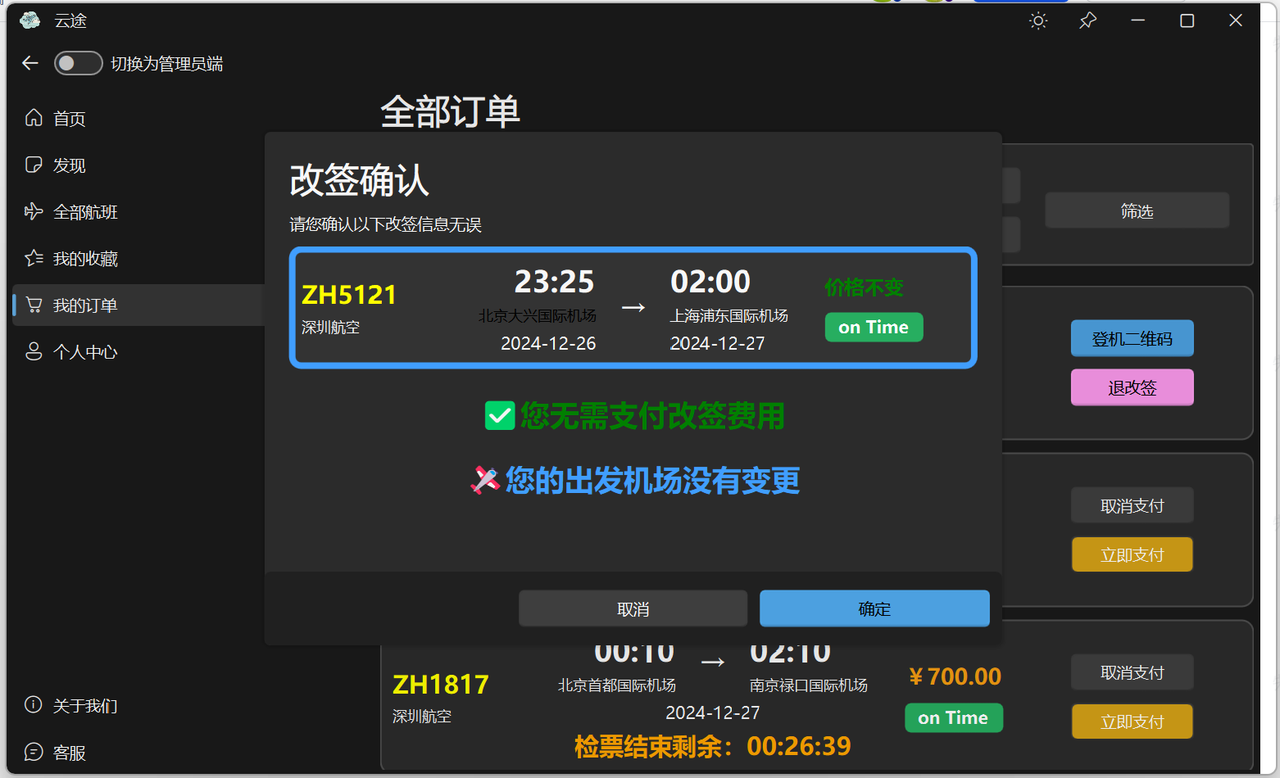 云途
切换为管理员端
首页
发现
全部航班
我的收藏
我的订单
个人中心
关于我们
客服
全部订单
筛选
改签确认
请您确认以下改签信息无误
ZH5121
深圳航空
23:25
北京大兴国际机场
2024-12-26
→
02:00
上海浦东国际机场
2024-12-27
价格不变
on Time
✅您无需支付改签费用
您的出发机场没有变更
取消
确定
登机二维码
退改签
取消支付
立即支付
ZH1817
深圳航空
00:10
北京首都国际机场
→
02:10
南京禄口国际机场
2024-12-27
检票结束剩余：00:26:39
¥700.00
on Time
取消支付
立即支付